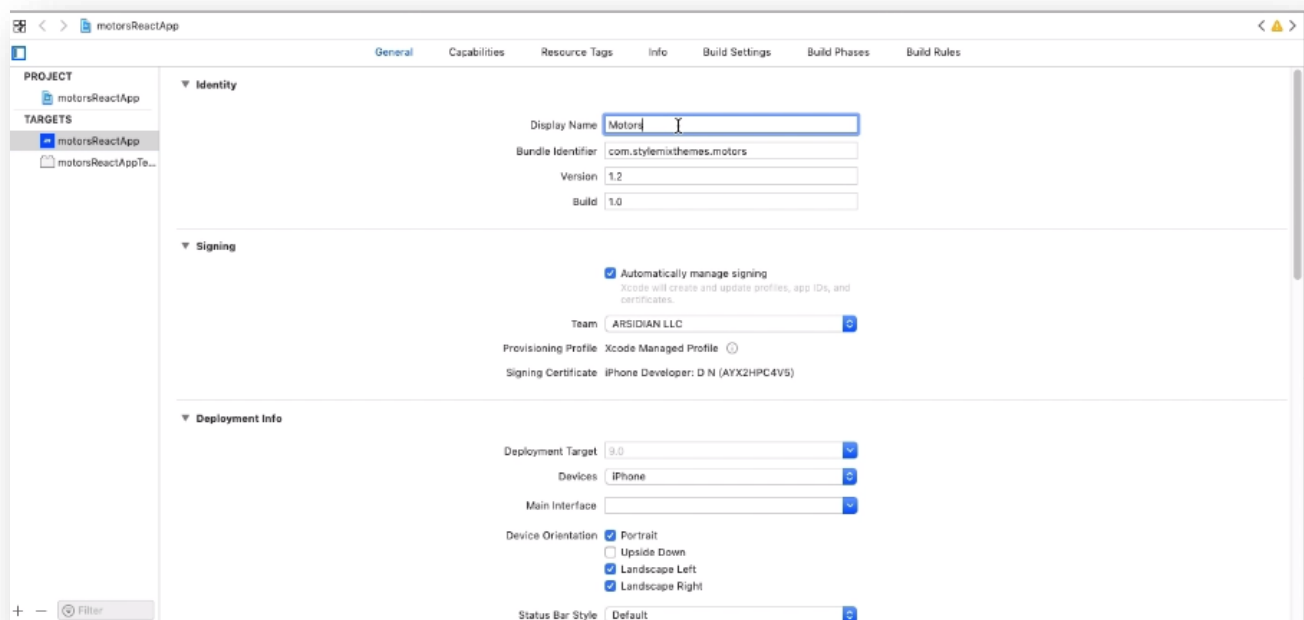 motorsReactApp
General Capabilities Resource Tags Info Build Settings Build Phases Build Rules
PROJECT
motorsReactApp
TARGETS
motorsReactApp
motorsReactAppTe...
Identity
Display Name Motors
Bundle Identifier com.stylemixthemes.motors
Version 1.2
Build 1.0
Signing
Automatically manage signing
Xcode will create and update profiles, app IDs, and
certificates.
Team ARSIDIAN LLC
Provisioning Profile Xcode Managed Profile
Signing Certificate iPhone Developer: D N (AYX2HPC4V5)
Deployment Info
Deployment Target 9.0
Devices iPhone
Main Interface
Device Orientation Portrait
Upside Down
Landscape Left
Landscape Right
Status Bar Style Default
Filter